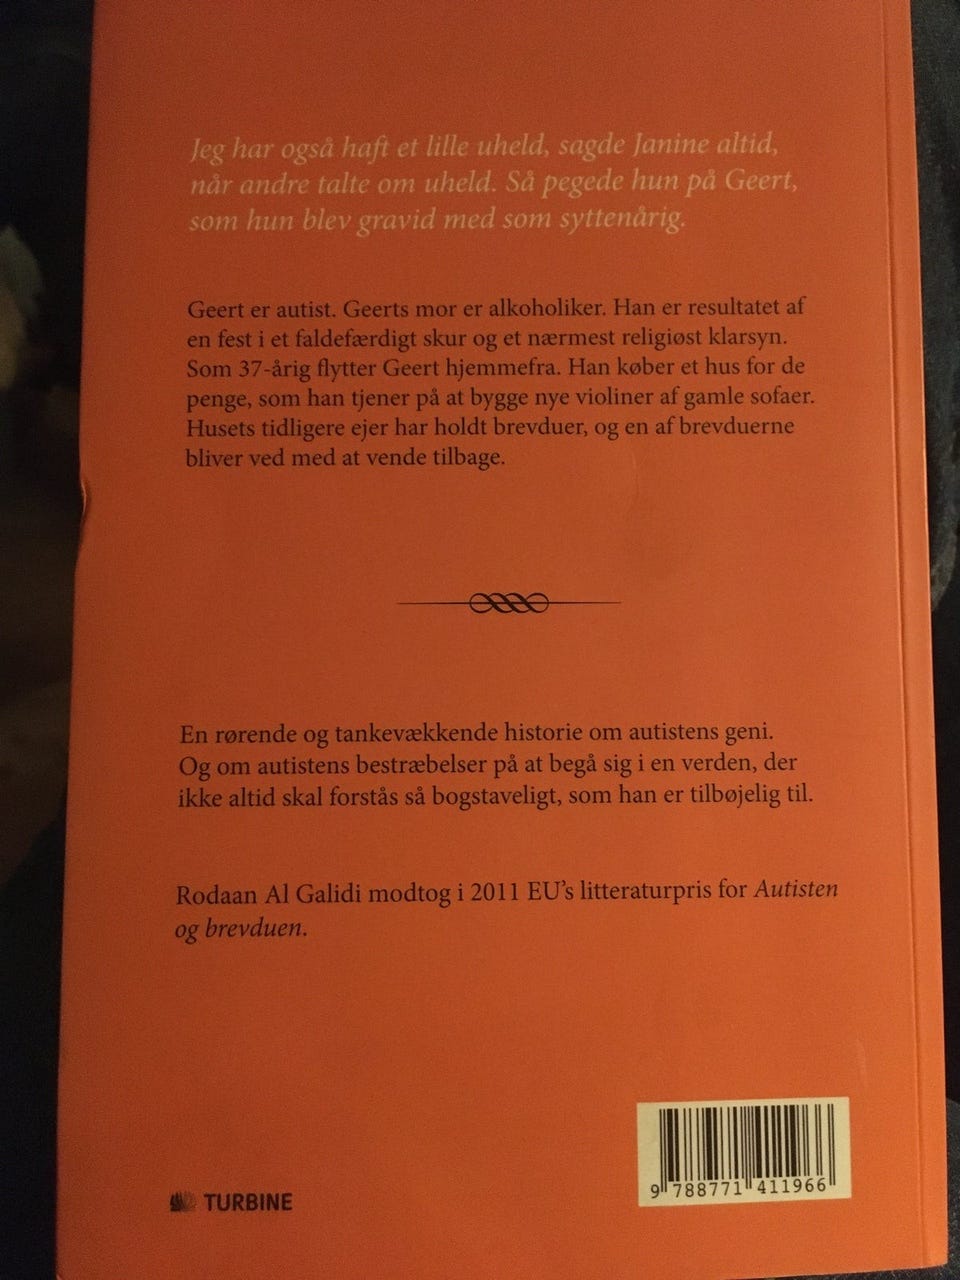 Jeg har også haft et lille uheld, sagde Janine altid,
når andre talte om uheld. Så pegede hun på Geert,
som hun blev gravid med som syttenårig.
Geert er autist. Geerts mor er alkoholiker. Han er resultatet af
en fest i et faldefærdigt skur og et nærmest religiøst klarsyn.
Som 37-årig flytter Geert hjemmefra. Han køber et hus for de
penge, som han tjener på at bygge nye violiner af gamle sofaer.
Husets tidligere ejer har holdt brevduer, og en af brevduerne
bliver ved med at vende tilbage.
En rørende og tankevækkende historie om autistens geni.
Og om autistens bestræbelser på at begå sig i en verden, der
ikke altid skal forstås så bogstaveligt, som han er tilbøjelig til.
Rodaan Al Galidi modtog i 2011 EU's litteraturpris for Autisten
og brevduen.
TURBINE
9 788771 411966